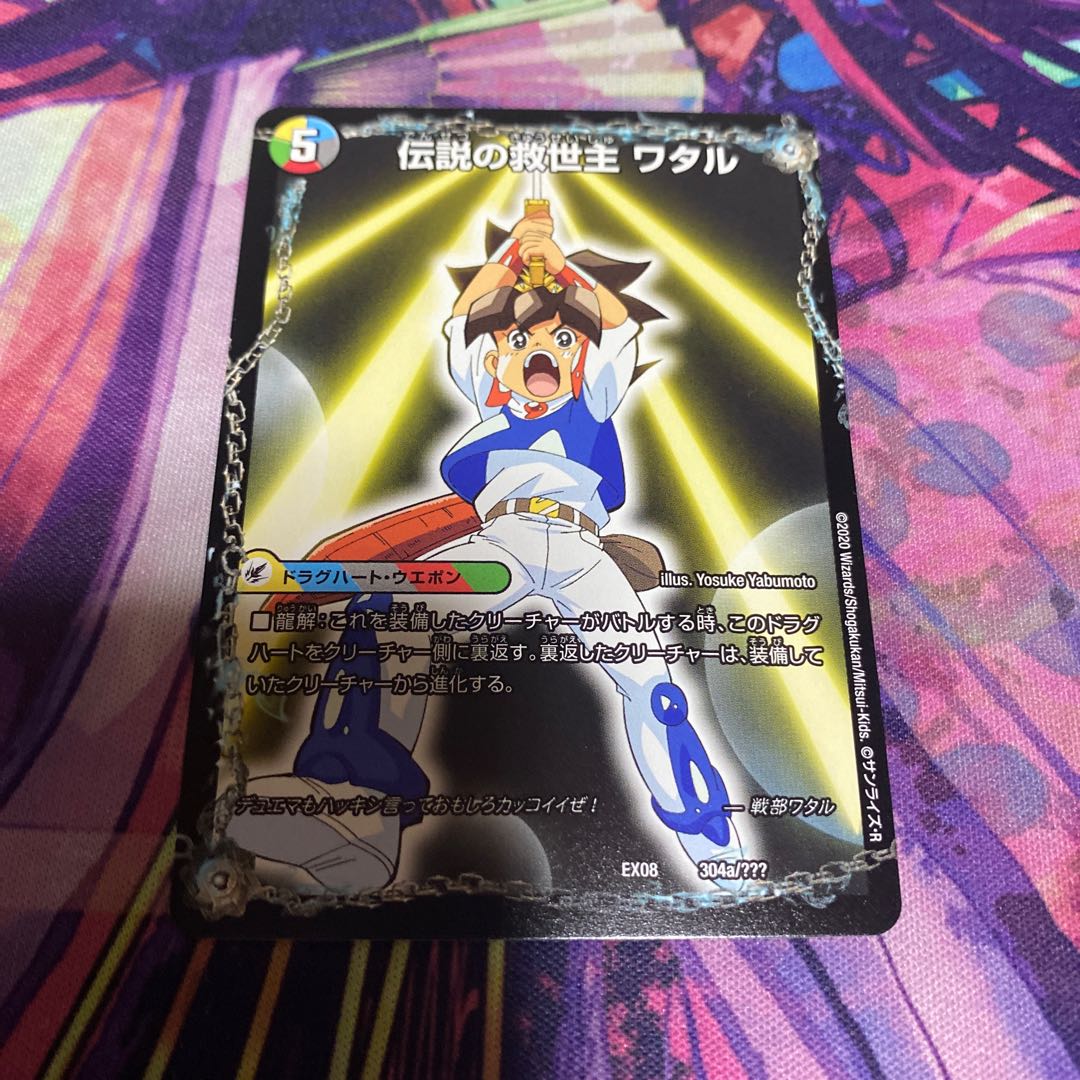 5
伝説の救世主 ワタル
ドラグハート・ウエポン
illus. Yosuke Yabumoto
■龍解：これを装備したクリーチャーがバトルする時、このドラグ
ハートをクリーチャー側に裏返す。裏返したクリーチャーは、装備して
いたクリーチャーから進化する。
デュエマもハッキシ言っておもしろカッコイイぜ！ ― 戦部ワタル
EX08 304a/???
©2020 Wizards/Shogakukan/Mitsui-Kids. ©サンライズ・R